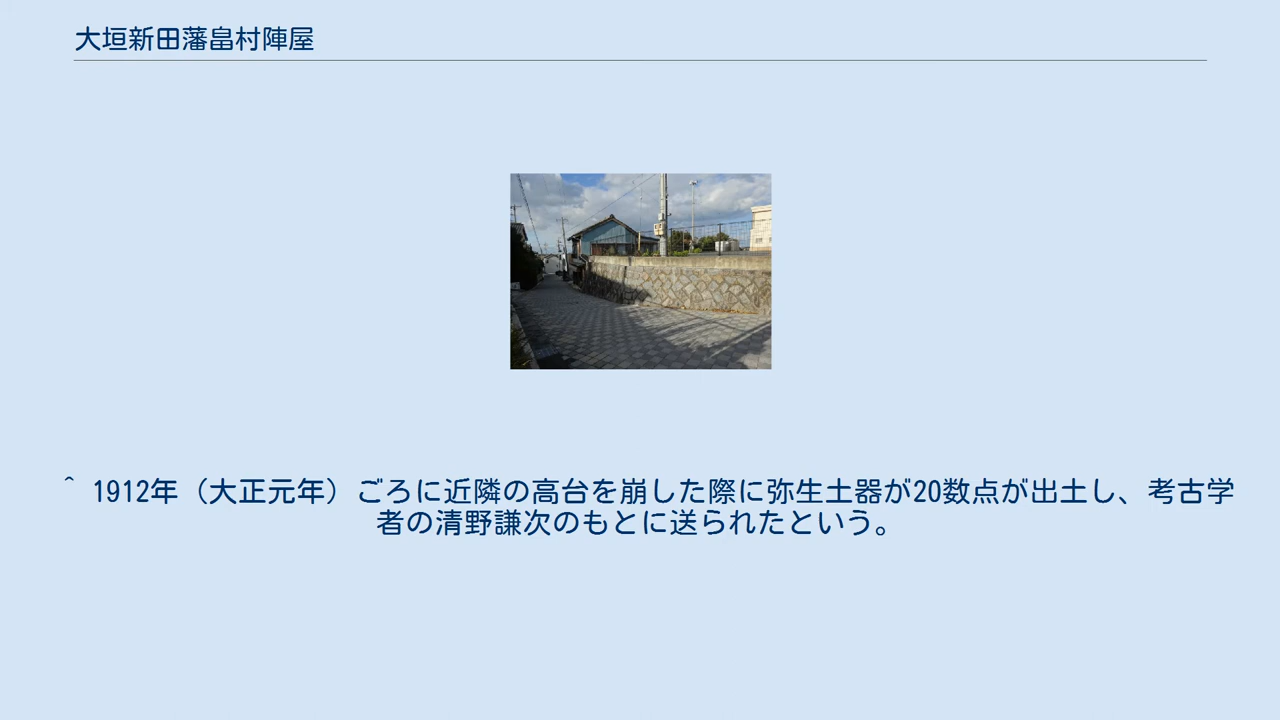 大垣新田藩畠村陣屋
^ 1912年（大正元年）ごろに近隣の高台を崩した際に弥生土器が20数点が出土し、考古学
者の清野謙次のもとに送られたという。